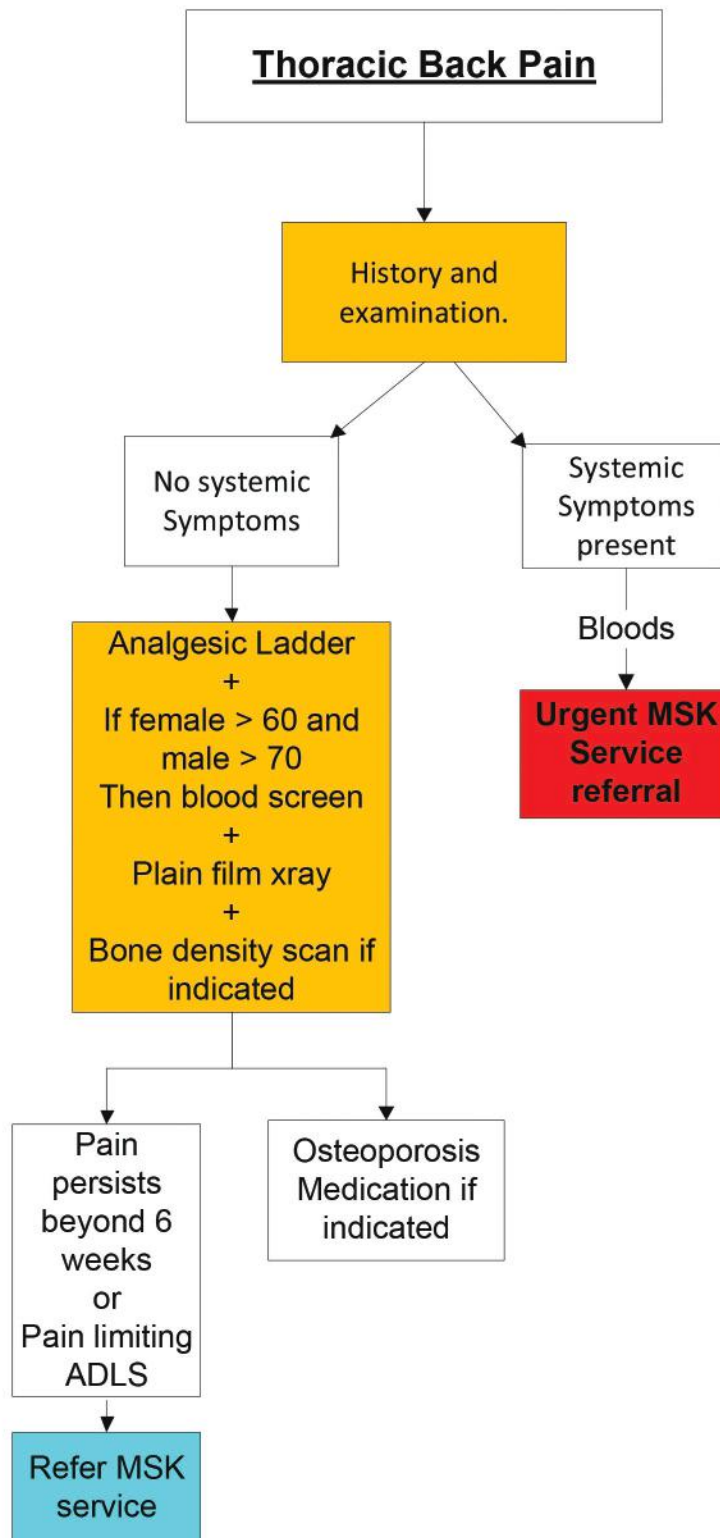 Thoracic Back Pain
History and
examination.
No systemic
Symptoms
Systemic
Symptoms
present
Analgesic Ladder
+
If female > 60 and
male > 70
Then blood screen
+
Plain film xray
+
Bone density scan if
indicated
Bloods
Urgent MSK
Service
referral
Pain
persists
beyond 6
weeks
or
Pain limiting
ADLS
Osteoporosis
Medication if
indicated
Refer MSK
service